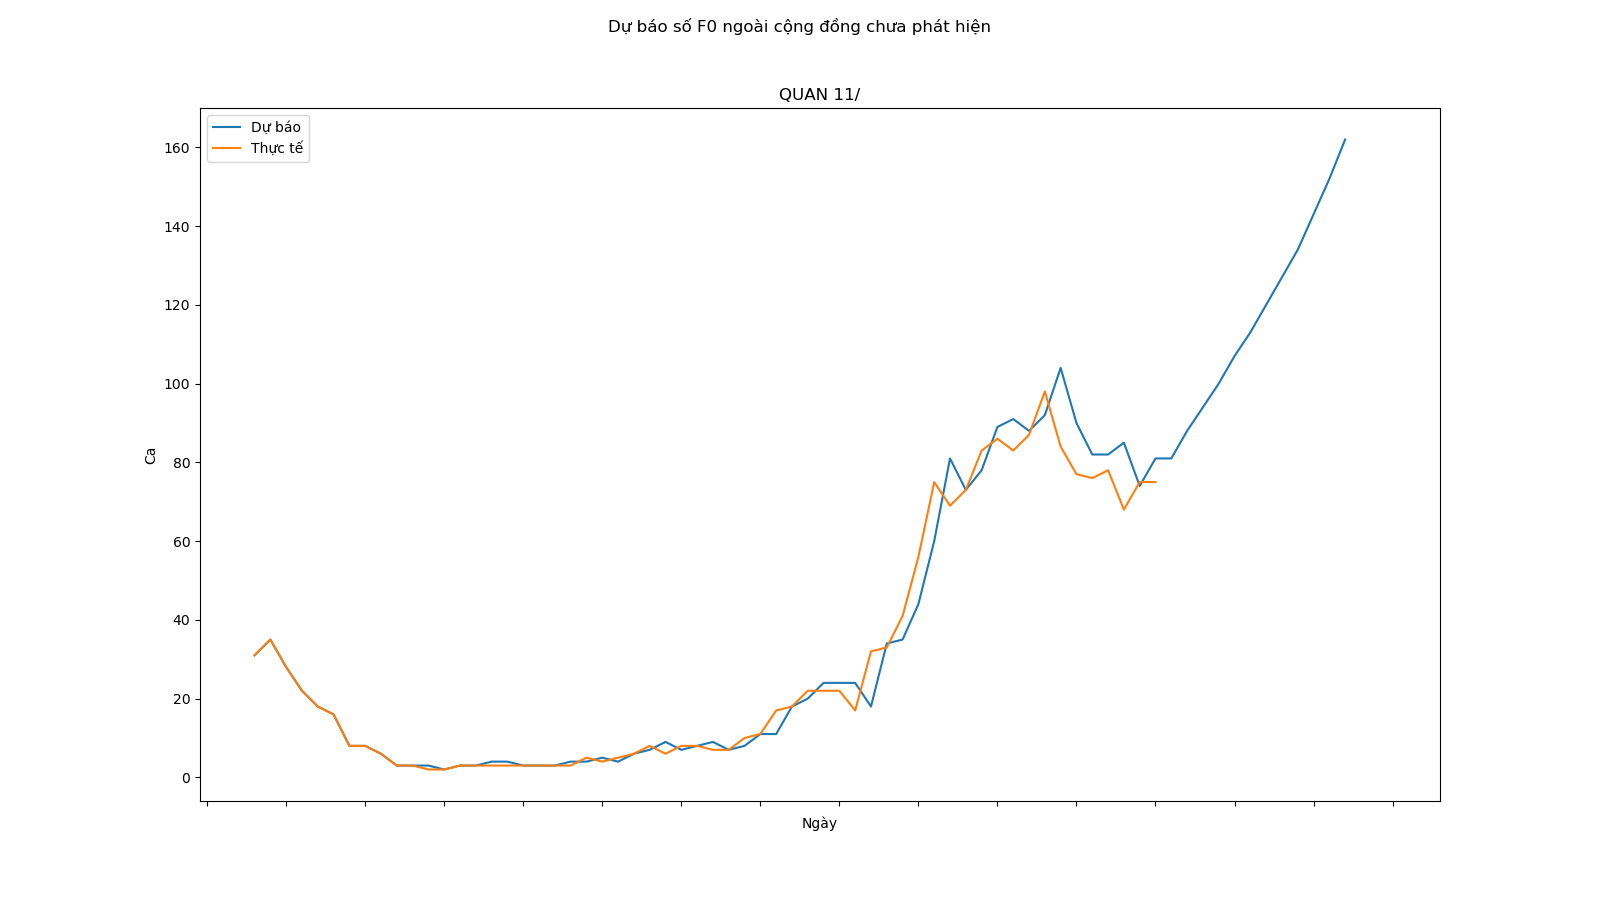 Dự báo số F0 ngoài cộng đồng chưa phát hiện
QUAN 11/
Dự báo
Thực tế
160
140
120
100
80
60
40
20
0
Ca
Ngày